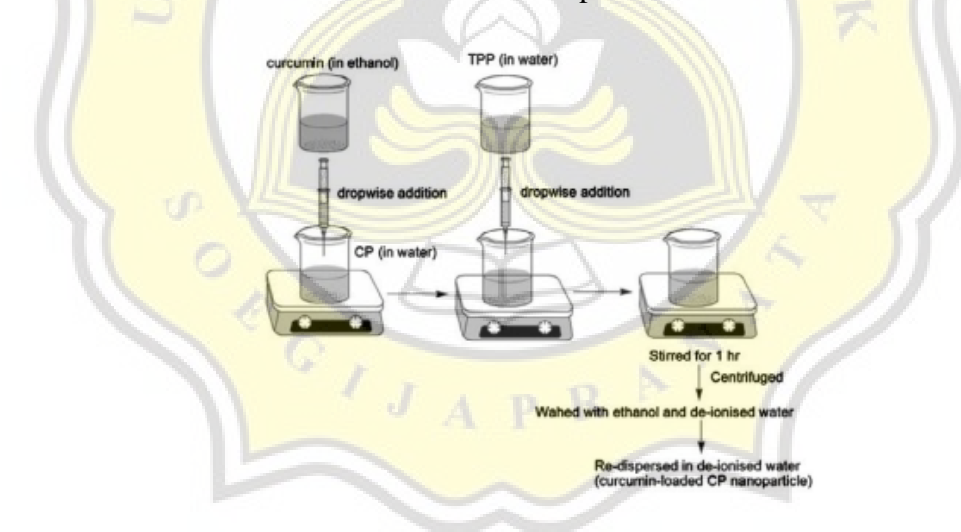 curcumin (in ethanol)
TPP (in water)
dropwise addition
dropwise addition
CP (in water)
Stirred for 1 hr
Centrifuged
Wahed with ethanol and de-ionised water
Re-dispersed in de-ionised water
(curcumin-loaded CP nanoparticle)
SOEGIJAPRANATA
U
K